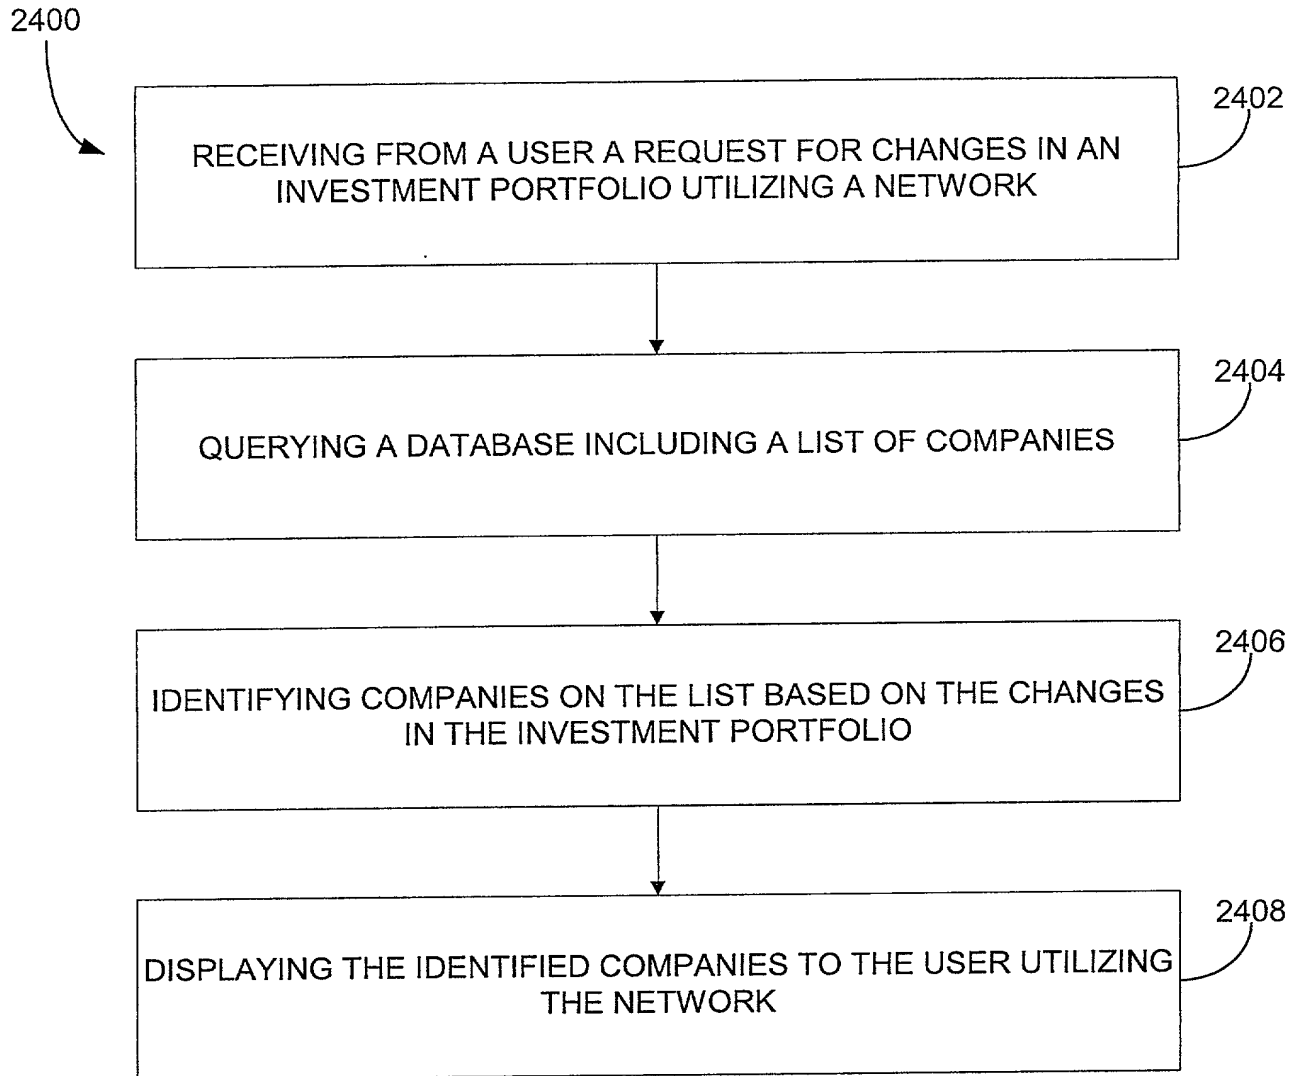 2400
2402
RECEIVING FROM A USER A REQUEST FOR CHANGES IN AN
INVESTMENT PORTFOLIO UTILIZING A NETWORK
2404
QUERYING A DATABASE INCLUDING A LIST OF COMPANIES
2406
IDENTIFYING COMPANIES ON THE LIST BASED ON THE CHANGES
IN THE INVESTMENT PORTFOLIO
2408
DISPLAYING THE IDENTIFIED COMPANIES TO THE USER UTILIZING
THE NETWORK